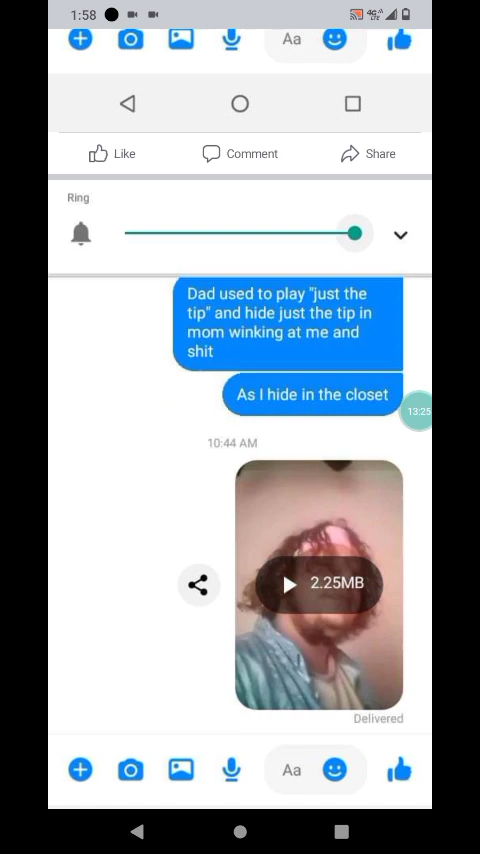 1:58
4G
LTE
Aa
Like Comment Share
Ring
Dad used to play "just the
tip" and hide just the tip in
mom winking at me and
shit
As I hide in the closet
13:25
10:44 AM
2.25MB
Delivered
Aa